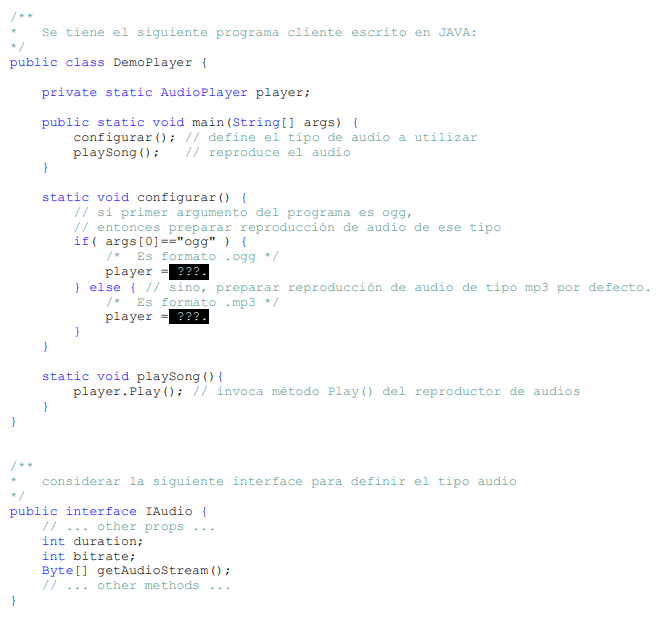 /**
*   Se tiene el siguiente programa cliente escrito en JAVA:
*/
public class DemoPlayer {
    private static AudioPlayer player;
    public static void main(String[] args) {
        configurar(); // define el tipo de audio a utilizar
        playSong();   // reproduce el audio
    }
    static void configurar() {
        // si primer argumento del programa es ogg,
        // entonces preparar reproducción de audio de ese tipo
        if( args[0]=="ogg" ) {
            /*  Es formato .ogg */
            player = ???.
        } else { // sino, preparar reproducción de audio de tipo mp3 por defecto.
            /*  Es formato .mp3 */
            player = ???.
        }
    }
    static void playSong(){
        player.Play(); // invoca método Play() del reproductor de audios
    }
}
/**
*   considerar la siguiente interface para definir el tipo audio
*/
public interface IAudio {
    // ... other props ...
    int duration;
    int bitrate;
    Byte[] getAudioStream();
    // ... other methods ...
}